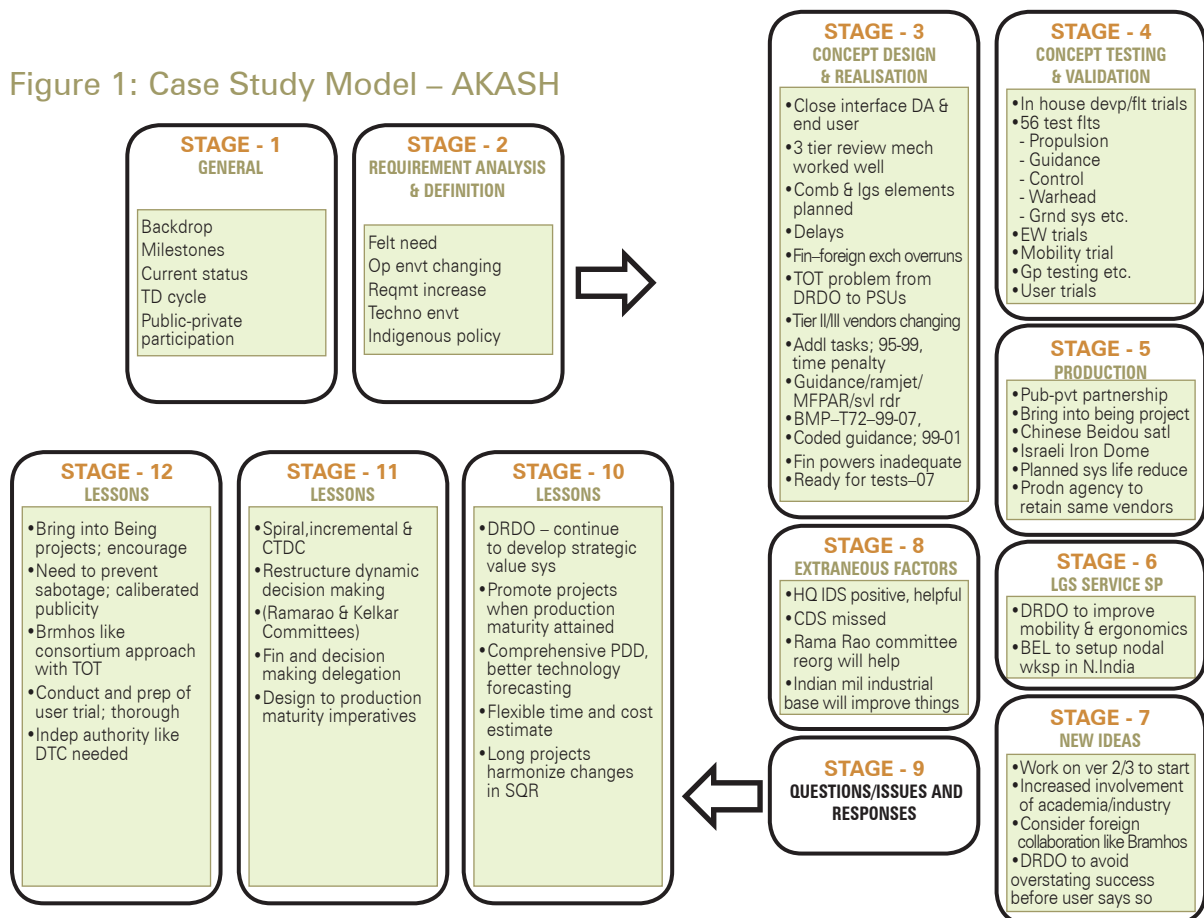 Figure 1: Case Study Model – AKASH
STAGE - 1
GENERAL
Backdrop
Milestones
Current status
TD cycle
Public-private
participation
STAGE - 2
REQUIREMENT ANALYSIS
& DEFINITION
Felt need
Op envt changing
Reqmt increase
Techno envt
Indigenous policy
STAGE - 3
CONCEPT DESIGN
& REALISATION
•Close interface DA &
end user
•3 tier review mech
worked well
•Comb & lgs elements
planned
•Delays
•Fin–foreign exch overruns
•TOT problem from
DRDO to PSUs
•Tier II/III vendors changing
•Addl tasks; 95-99,
time penalty
•Guidance/ramjet/
MFPAR/svl rdr
•BMP–T72–99-07,
•Coded guidance; 99-01
•Fin powers inadequate
•Ready for tests–07
STAGE - 4
CONCEPT TESTING
& VALIDATION
•In house devp/flt trials
•56 test flts
- Propulsion
- Guidance
- Control
- Warhead
- Grnd sys etc.
•EW trials
•Mobility trial
•Gp testing etc.
•User trials
STAGE - 5
PRODUCTION
•Pub-pvt partnership
•Bring into being project
•Chinese Beidou satl
•Israeli Iron Dome
•Planned sys life reduce
•Prodn agency to
retain same vendors
STAGE - 6
LGS SERVICE SP
•DRDO to improve
mobility & ergonomics
•BEL to setup nodal
wksp in N.India
STAGE - 7
NEW IDEAS
•Work on ver 2/3 to start
•Increased involvement
of academia/industry
•Consider foreign
collaboration like Bramhos
•DRDO to avoid
overstating success
before user says so
STAGE - 8
EXTRANEOUS FACTORS
•HQ IDS positive, helpful
•CDS missed
•Rama Rao committee
reorg will help
•Indian mil industrial
base will improve things
STAGE - 9
QUESTIONS/ISSUES AND
RESPONSES
STAGE - 10
LESSONS
•DRDO – continue
to develop strategic
value sys
•Promote projects
when production
maturity attained
•Comprehensive PDD,
better technology
forecasting
•Flexible time and cost
estimate
•Long projects
harmonize changes
in SQR
STAGE - 11
LESSONS
•Spiral,incremental &
CTDC
•Restructure dynamic
decision making
•(Ramarao & Kelkar
Committees)
•Fin and decision
making delegation
•Design to production
maturity imperatives
STAGE - 12
LESSONS
•Bring into Being
projects; encourage
•Need to prevent
sabotage; caliberated
publicity
•Brmhos like
consortium approach
with TOT
•Conduct and prep of
user trial; thorough
•Indep authority like
DTC needed